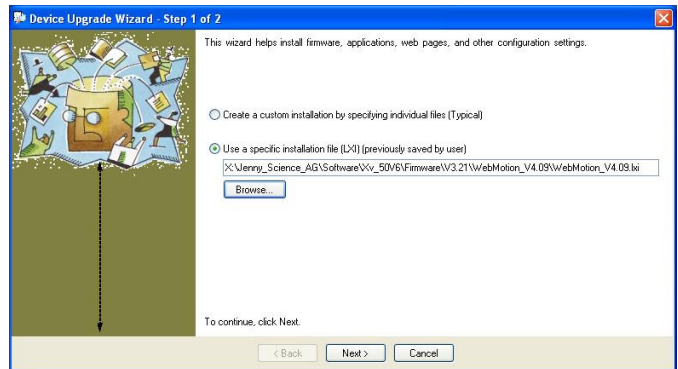 Device Upgrade Wizard - Step 1 of 2
This wizard helps install firmware, applications, web pages, and other configuration settings.
Create a custom installation by specifying individual files (Typical)
Use a specific installation file (LXI) (previously saved by user)
X:\Jenny_Science_AG\Software\Xv_50V6\Firmware\V3.21\WebMotion_V4.09\WebMotion_V4.09.lxi
Browse...
To continue, click Next.
< Back Next > Cancel